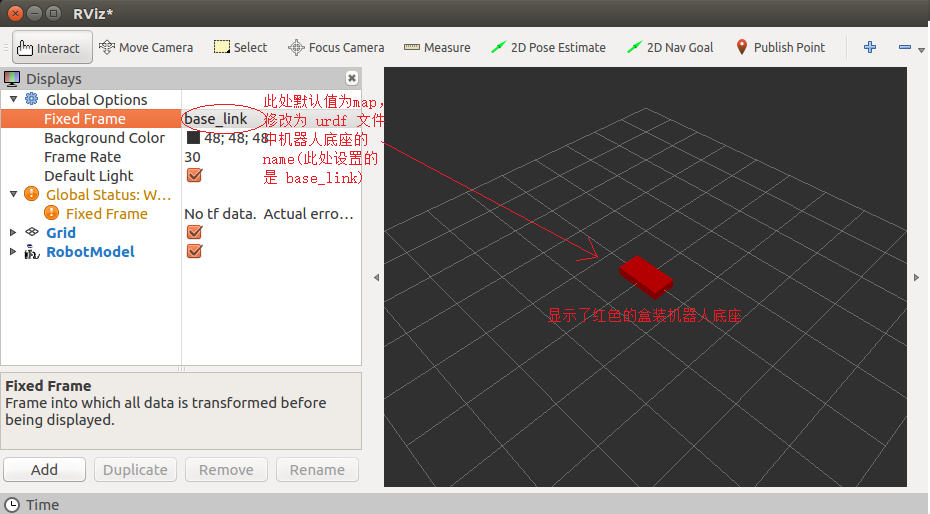 RViz*
Interact Move Camera Select Focus Camera Measure 2D Pose Estimate 2D Nav Goal Publish Point
Displays
Global Options
Fixed Frame base_link
Background Color 48; 48; 48
Frame Rate 30
Default Light
Global Status: W...
Fixed Frame No tf data. Actual erro...
Grid
RobotModel
此处默认值为map,
修改为 urdf 文件
中机器人底座的
name(此处设置的
是 base_link)
显示了红色的盒装机器人底座
Fixed Frame
Frame into which all data is transformed before
being displayed.
Add Duplicate Remove Rename
Time